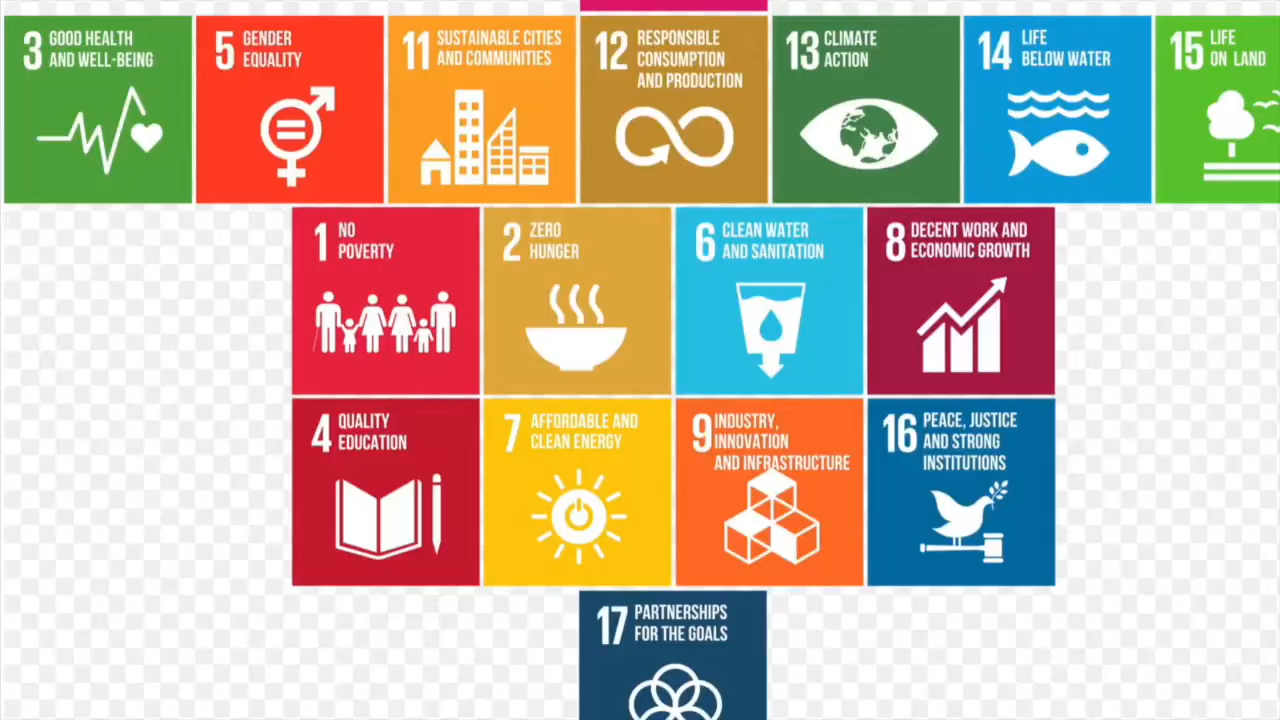 3 GOOD HEALTH
AND WELL-BEING
5 GENDER
EQUALITY
11 SUSTAINABLE CITIES
AND COMMUNITIES
12 RESPONSIBLE
CONSUMPTION
AND PRODUCTION
13 CLIMATE
ACTION
14 LIFE
BELOW WATER
15 LIFE
ON LAND
1 NO
POVERTY
2 ZERO
HUNGER
6 CLEAN WATER
AND SANITATION
8 DECENT WORK AND
ECONOMIC GROWTH
4 QUALITY
EDUCATION
7 AFFORDABLE AND
CLEAN ENERGY
9 INDUSTRY,
INNOVATION
AND INFRASTRUCTURE
16 PEACE, JUSTICE
AND STRONG
INSTITUTIONS
17 PARTNERSHIPS
FOR THE GOALS